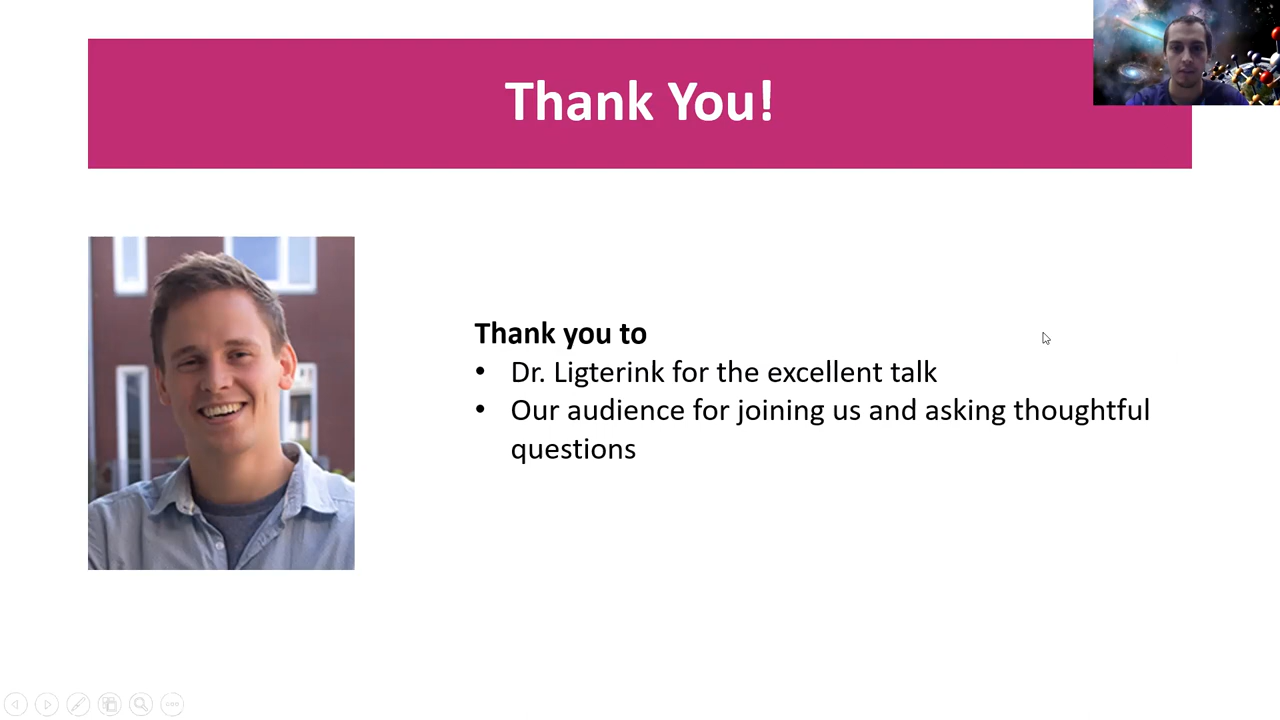 Thank You!
Thank you to
• Dr. Ligterink for the excellent talk
• Our audience for joining us and asking thoughtful
questions